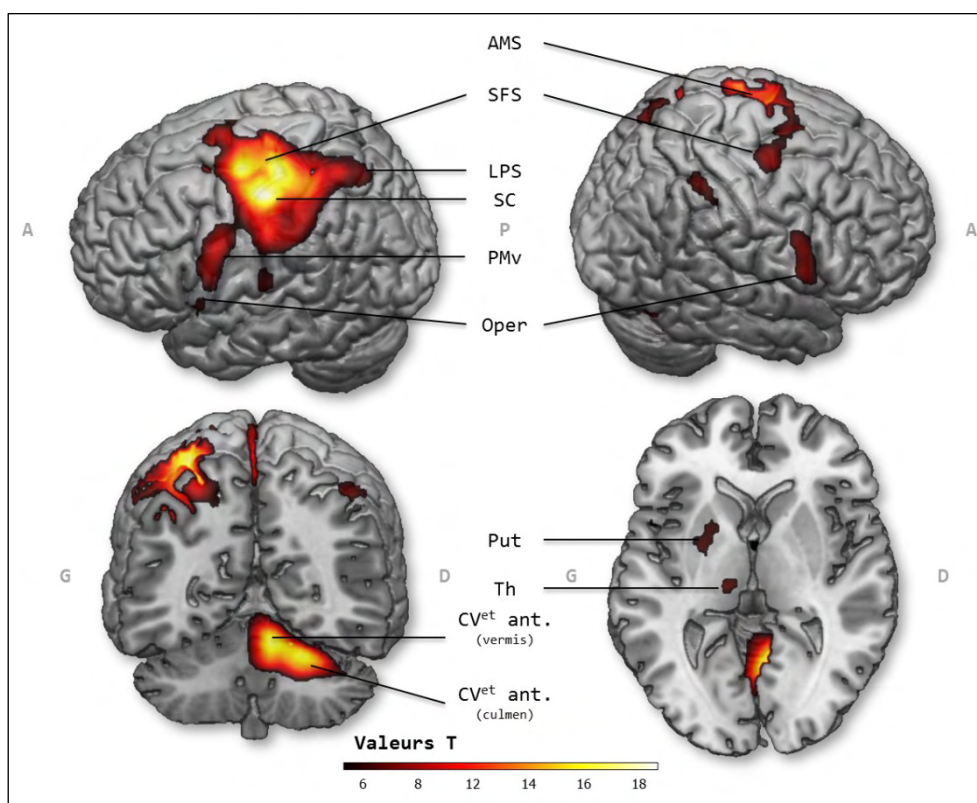 AMS
SFS
LPS
SC
A
P
A
PMv
Oper
Put
G
D
Th
G
D
CVet ant.
(vermis)
CVet ant.
(culmen)
Valeurs T
6 8 10 12 14 16 18